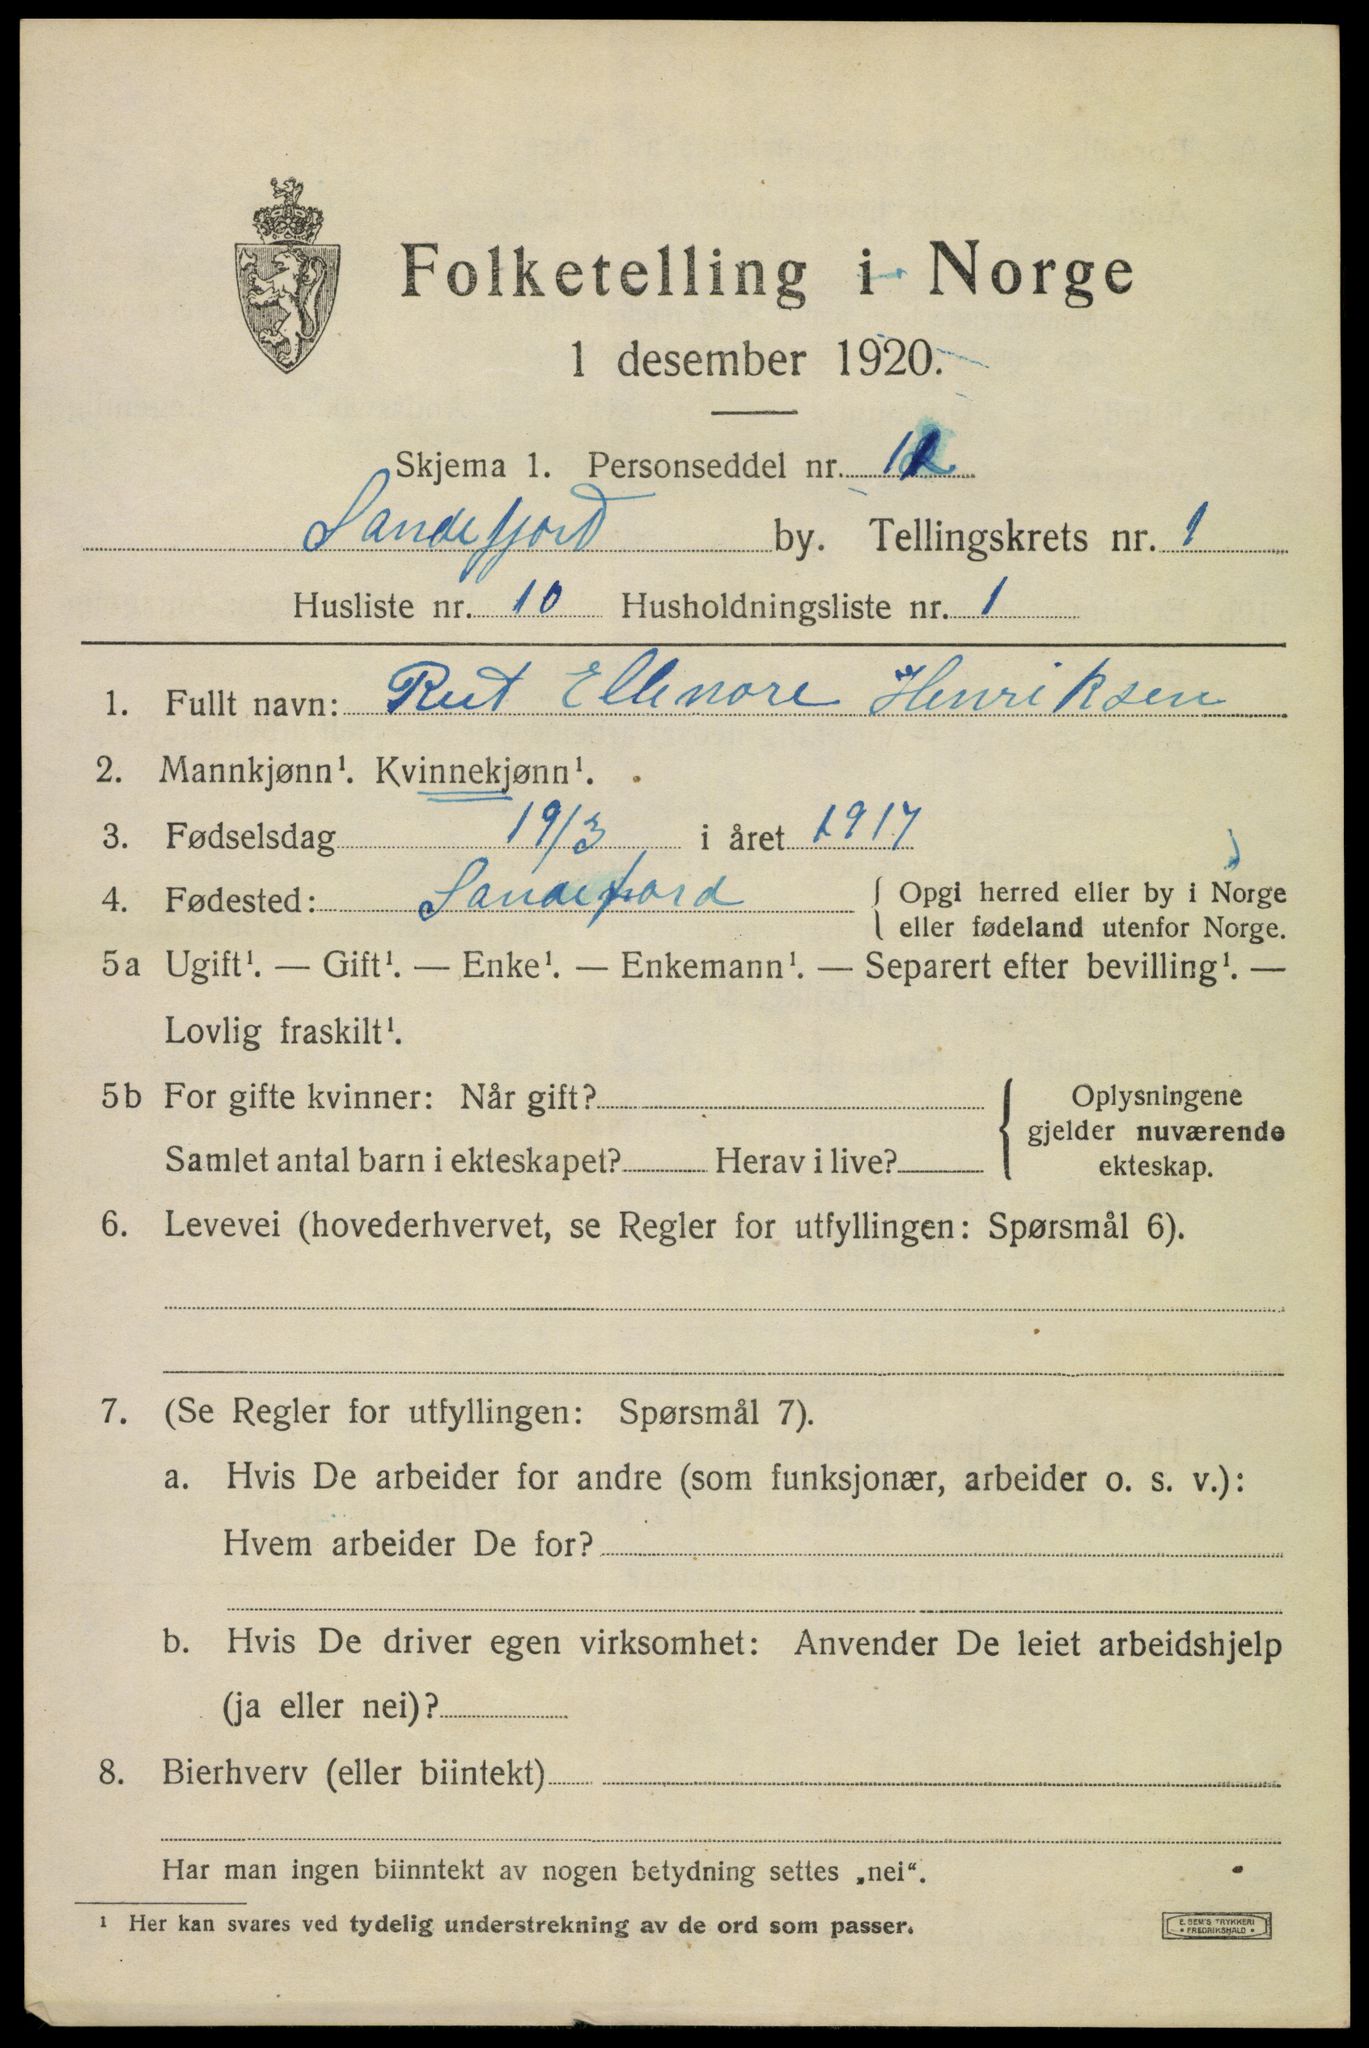 Folketelling i Norge
1 desember 1920.
Skjema 1. Personseddel nr.
Sandefjord by. Tellingskrets nr. 1
Husliste nr. 10 Husholdningsliste nr. 1
1. Fullt navn: Rut Ellenore Henriksen
2. Mannkjønn¹. Kvinnekjønn¹.
3. Fødselsdag 19/3 i året 1917
4. Fødested: Sandefjord { Opgi herred eller by i Norge
eller fødeland utenfor Norge.
5a Ugift¹. — Gift¹. — Enke¹. — Enkemann¹. — Separert efter bevilling¹. —
Lovlig fraskilt¹.
5b For gifte kvinner: Når gift? } Oplysningene
gjelder nuværende
Samlet antal barn i ekteskapet? Herav i live? ekteskap.
6. Levevei (hovederhvervet, se Regler for utfyllingen: Spørsmål 6).
7. (Se Regler for utfyllingen: Spørsmål 7).
a. Hvis De arbeider for andre (som funksjonær, arbeider o. s. v.):
Hvem arbeider De for?
b. Hvis De driver egen virksomhet: Anvender De leiet arbeidshjelp
(ja eller nei)?
8. Bierhverv (eller biintekt)
Har man ingen biinntekt av nogen betydning settes „nei“.
¹ Her kan svares ved tydelig understrekning av de ord som passer.
E. SEM'S TRYKKERI
• FREDRIKSHALD •